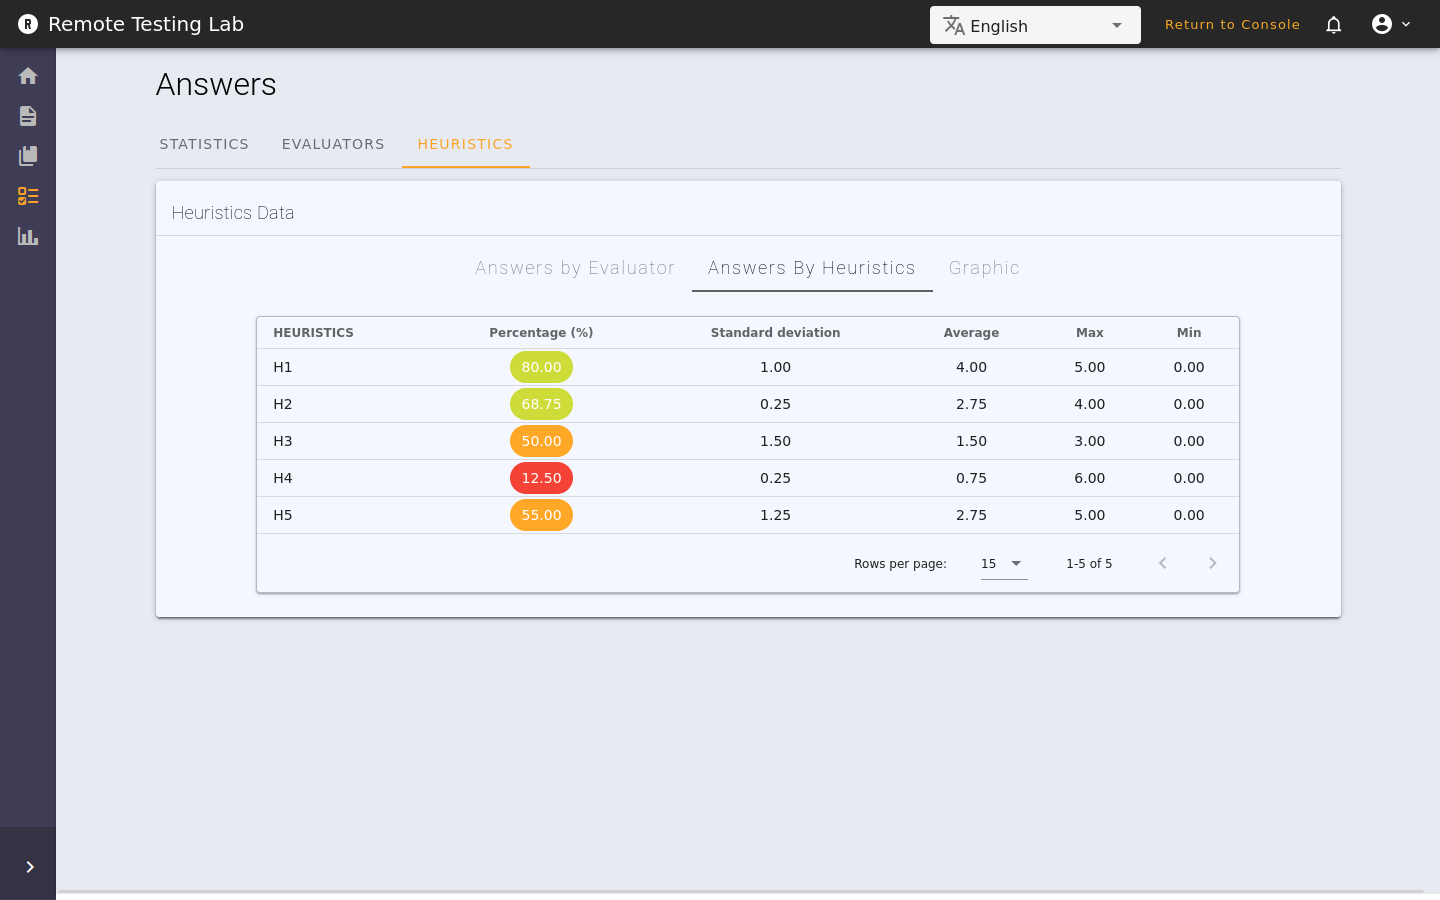 R Remote Testing Lab
English
Return to Console
Answers
STATISTICS EVALUATORS HEURISTICS
Heuristics Data
Answers by Evaluator Answers By Heuristics Graphic
HEURISTICS Percentage (%) Standard deviation Average Max Min
H1 80.00 1.00 4.00 5.00 0.00
H2 68.75 0.25 2.75 4.00 0.00
H3 50.00 1.50 1.50 3.00 0.00
H4 12.50 0.25 0.75 6.00 0.00
H5 55.00 1.25 2.75 5.00 0.00
Rows per page: 15 1-5 of 5